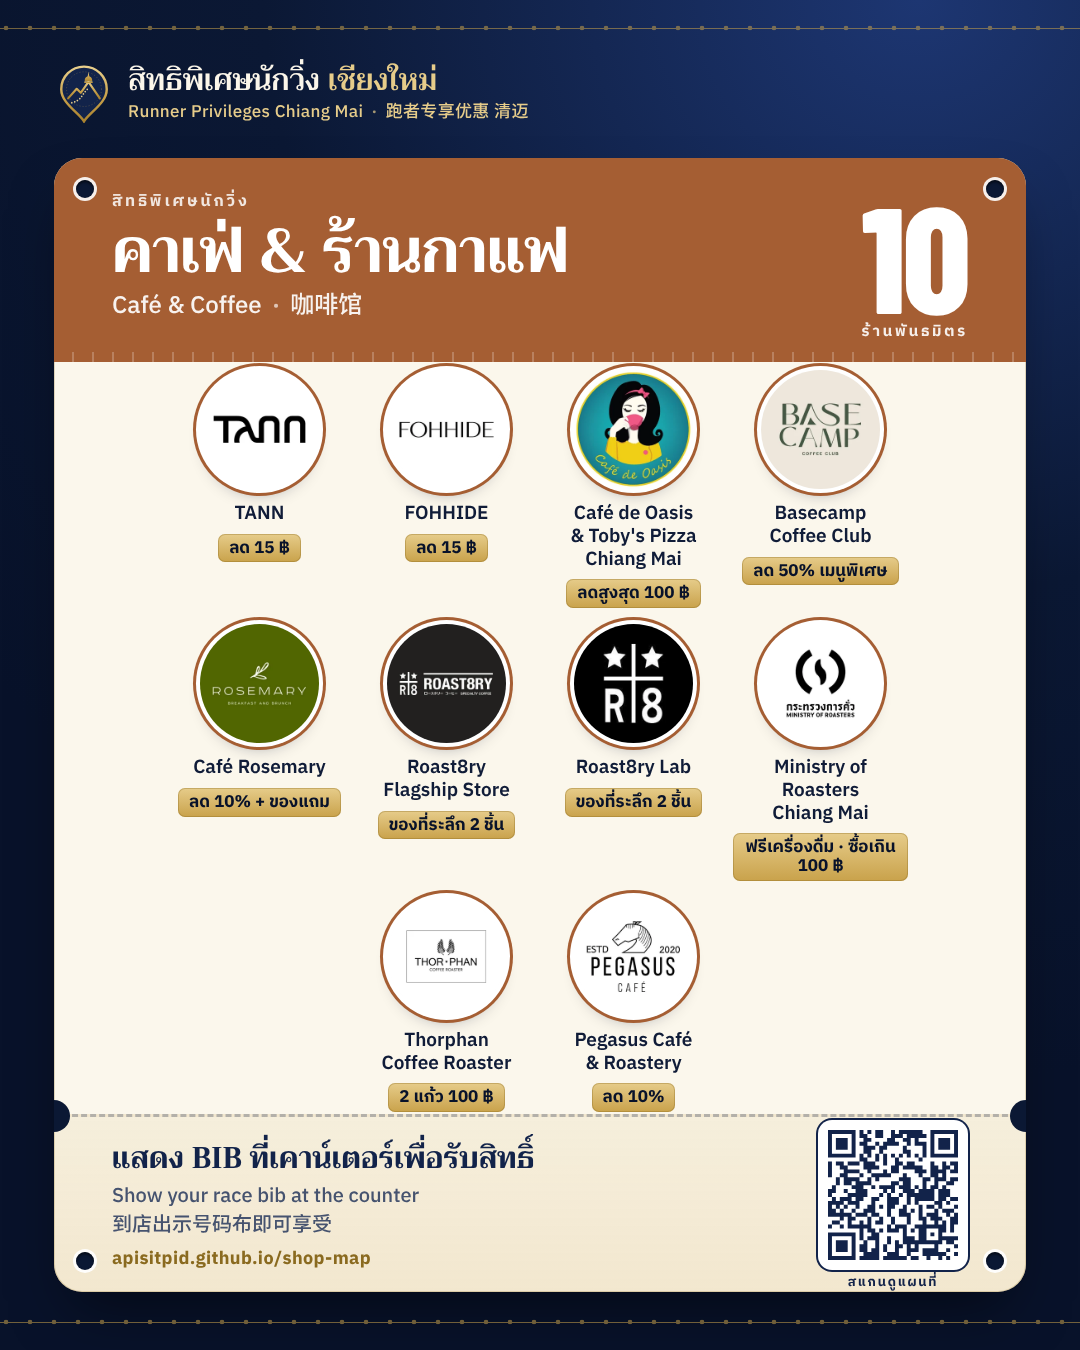 สิทธิพิเศษนักวิ่ง เชียงใหม่
Runner Privileges Chiang Mai · 跑者专享优惠 清迈
สิทธิพิเศษนักวิ่ง
คาเฟ่ & ร้านกาแฟ
Café & Coffee · 咖啡馆
10
ร้านพันธมิตร
TANN
FOHHIDE
Café de Oasis
BASE
CAMP
COFFEE CLUB
TANN
ลด 15 ฿
FOHHIDE
ลด 15 ฿
Café de Oasis
& Toby's Pizza
Chiang Mai
ลดสูงสุด 100 ฿
Basecamp
Coffee Club
ลด 50% เมนูพิเศษ
ROSEMARY
BREAKFAST AND BRUNCH
R8 ROAST8RY
R8
กระทรวงการคั่ว
MINISTRY OF ROASTERS
Café Rosemary
ลด 10% + ของแถม
Roast8ry
Flagship Store
ของที่ระลึก 2 ชิ้น
Roast8ry Lab
ของที่ระลึก 2 ชิ้น
Ministry of
Roasters
Chiang Mai
ฟรีเครื่องดื่ม · ซื้อเกิน
100 ฿
THOR·PHAN
COFFEE ROASTER
ESTD 2020
PEGASUS
CAFÉ
Thorphan
Coffee Roaster
2 แก้ว 100 ฿
Pegasus Café
& Roastery
ลด 10%
แสดง BIB ที่เคาน์เตอร์เพื่อรับสิทธิ์
Show your race bib at the counter
到店出示号码布即可享受
apisitpid.github.io/shop-map
สแกนดูแผนที่